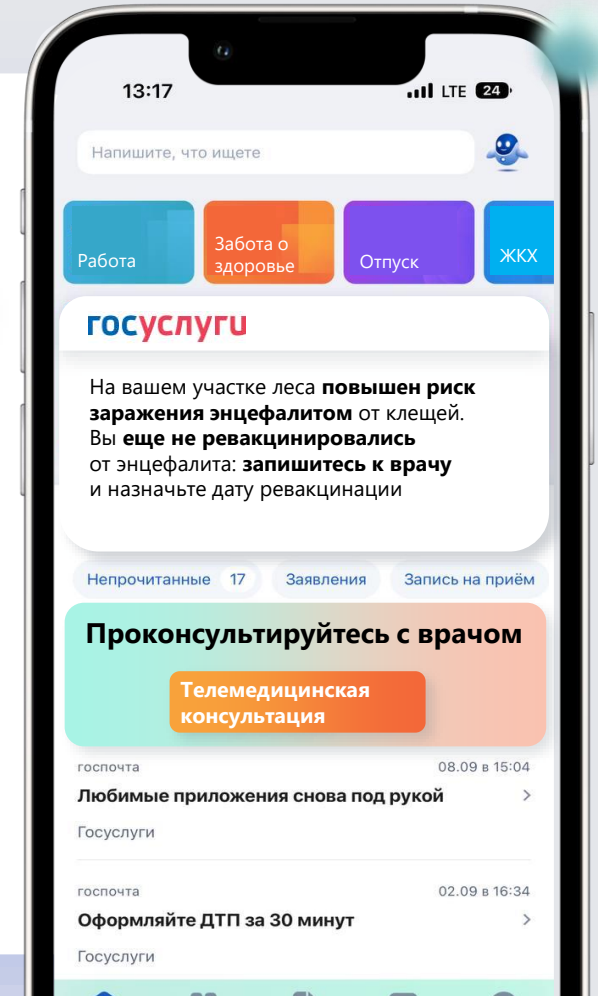 13:17
LTE 24
Напишите, что ищете
Работа
Забота о
здоровье
Отпуск
ЖКХ
госуслуги
На вашем участке леса повышен риск
заражения энцефалитом от клещей.
Вы еще не ревакцинировались
от энцефалита: запишитесь к врачу
и назначьте дату ревакцинации
Непрочитанные 17
Заявления
Запись на приём
Проконсультируйтесь с врачом
Телемедицинская
консультация
госпочта
08.09 в 15:04
Любимые приложения снова под рукой
Госуслуги
госпочта
02.09 в 16:34
Оформляйте ДТП за 30 минут
Госуслуги